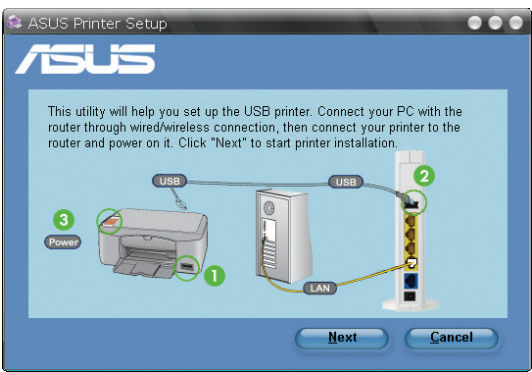 ASUS Printer Setup
ASUS
This utility will help you set up the USB printer. Connect your PC with the
router through wired/wireless connection, then connect your printer to the
router and power on it. Click "Next" to start printer installation.
USB
USB
2
3
Power
1
LAN
Next
Cancel